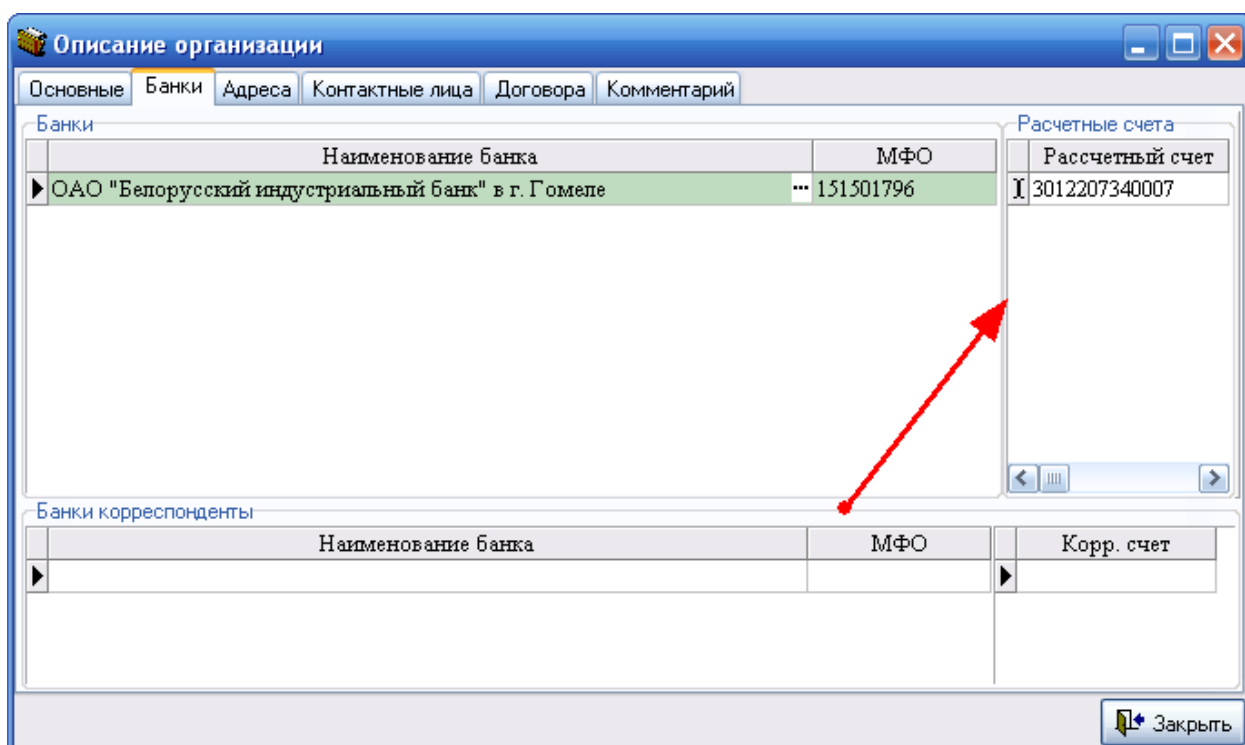 Описание организации
Основные Банки Адреса Контактные лица Договора Комментарий
Банки Расчетные счета
Наименование банка МФО Рассчетный счет
ОАО "Белорусский индустриальный банк" в г. Гомеле ... 151501796 3012207340007
Банки корреспонденты
Наименование банка МФО Корр. счет
Закрыть